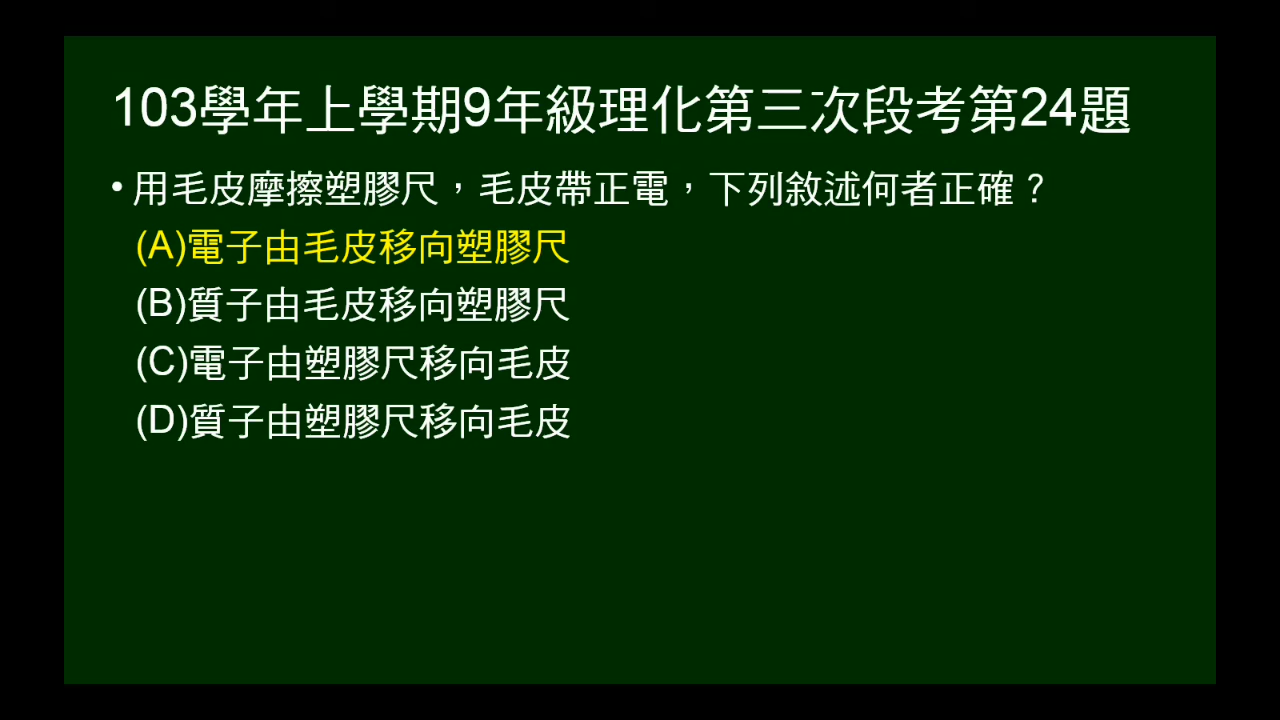 103學年上學期9年級理化第三次段考第24題
•用毛皮摩擦塑膠尺，毛皮帶正電，下列敘述何者正確？
(A)電子由毛皮移向塑膠尺
(B)質子由毛皮移向塑膠尺
(C)電子由塑膠尺移向毛皮
(D)質子由塑膠尺移向毛皮